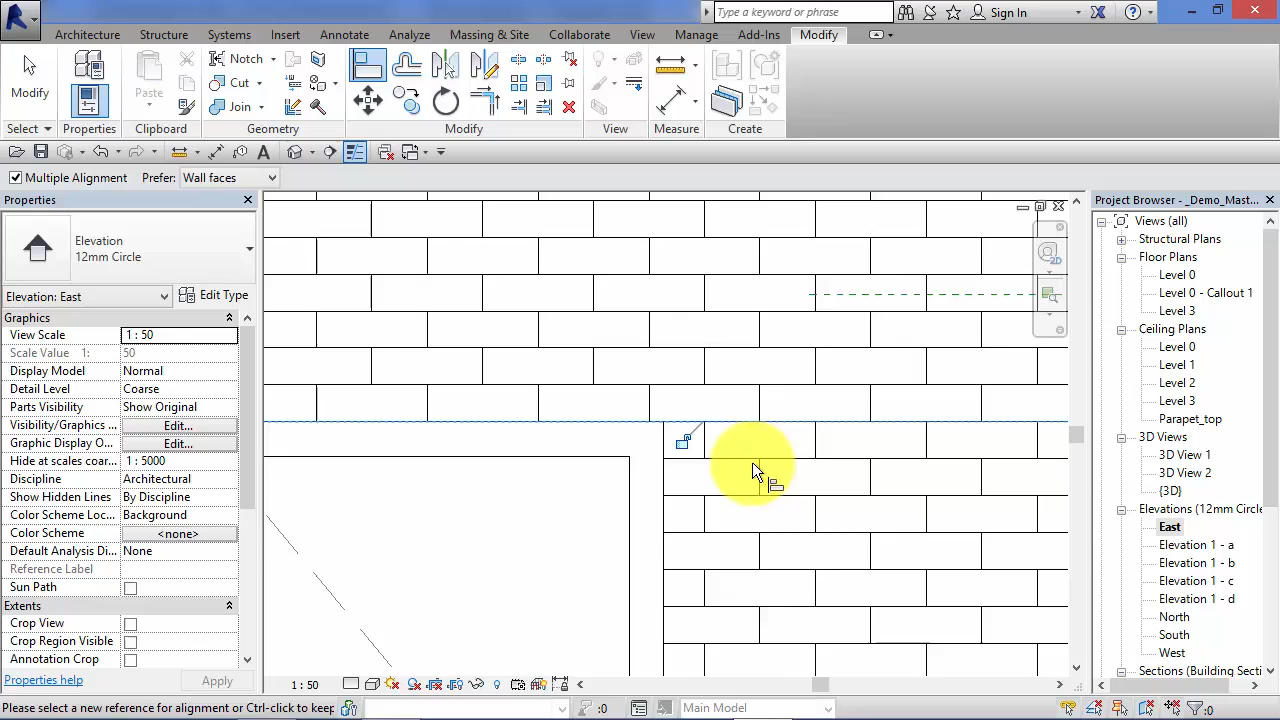 Type a keyword or phrase
Sign In
Architecture Structure Systems Insert Annotate Analyze Massing & Site Collaborate View Manage Add-Ins Modify
Modify Paste Notch Cut Join
Select Properties Clipboard Geometry Modify View Measure Create
Multiple Alignment Prefer: Wall faces
Properties
Elevation
12mm Circle
Elevation: East Edit Type
Graphics
View Scale 1 : 50
Scale Value 1: 50
Display Model Normal
Detail Level Coarse
Parts Visibility Show Original
Visibility/Graphics ... Edit...
Graphic Display O... Edit...
Hide at scales coar... 1 : 5000
Discipline Architectural
Show Hidden Lines By Discipline
Color Scheme Loc... Background
Color Scheme <none>
Default Analysis Di... None
Reference Label
Sun Path
Extents
Crop View
Crop Region Visible
Annotation Crop
Properties help Apply
2D
Project Browser - _Demo_Mast...
Views (all)
Structural Plans
Floor Plans
Level 0
Level 0 - Callout 1
Level 3
Ceiling Plans
Level 0
Level 1
Level 2
Level 3
Parapet_top
3D Views
3D View 1
3D View 2
{3D}
Elevations (12mm Circle
East
Elevation 1 - a
Elevation 1 - b
Elevation 1 - c
Elevation 1 - d
North
South
West
Sections (Building Secti
1 : 50
Please select a new reference for alignment or Ctrl-click to keep :0 Main Model :0